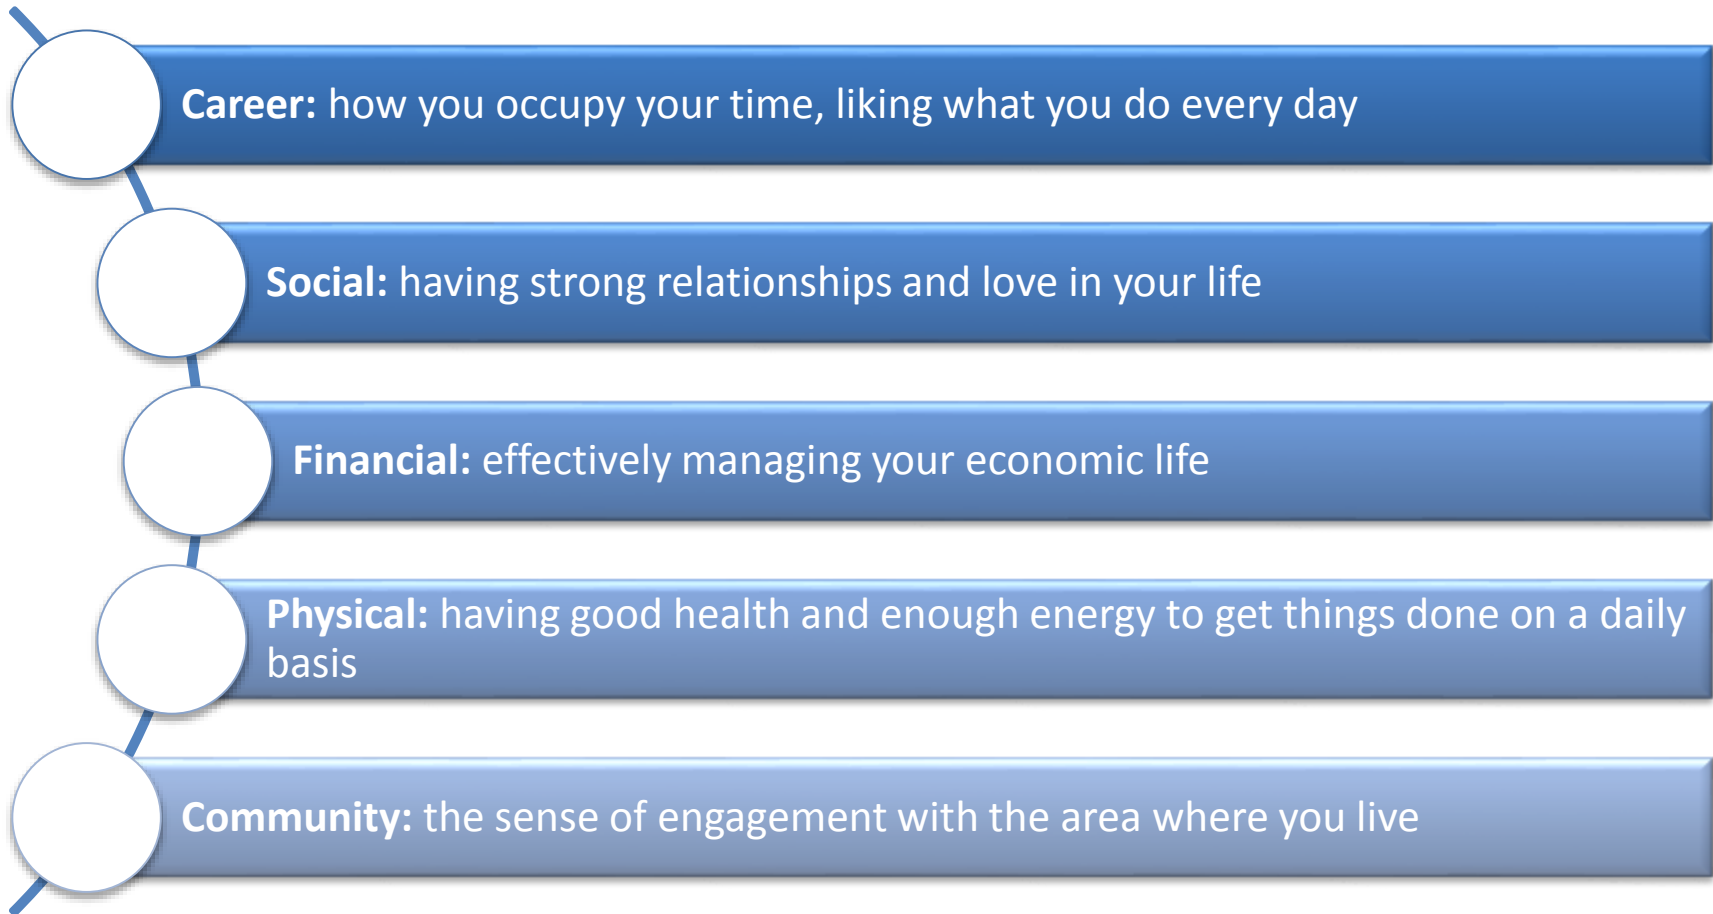 Career: how you occupy your time, liking what you do every day
Social: having strong relationships and love in your life
Financial: effectively managing your economic life
Physical: having good health and enough energy to get things done on a daily
basis
Community: the sense of engagement with the area where you live